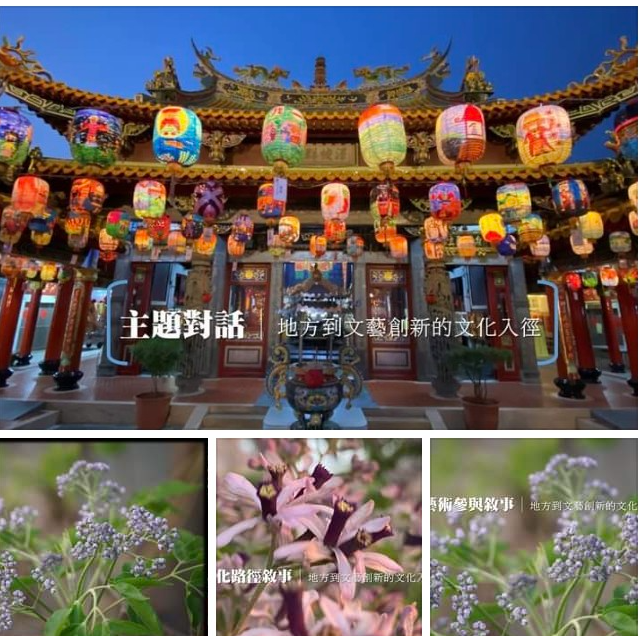 主題對話｜地方到文藝創新的文化入徑
化路徑敘事｜地方到文藝創新的文化入
藝術參與敘事｜地方到文藝創新的文化